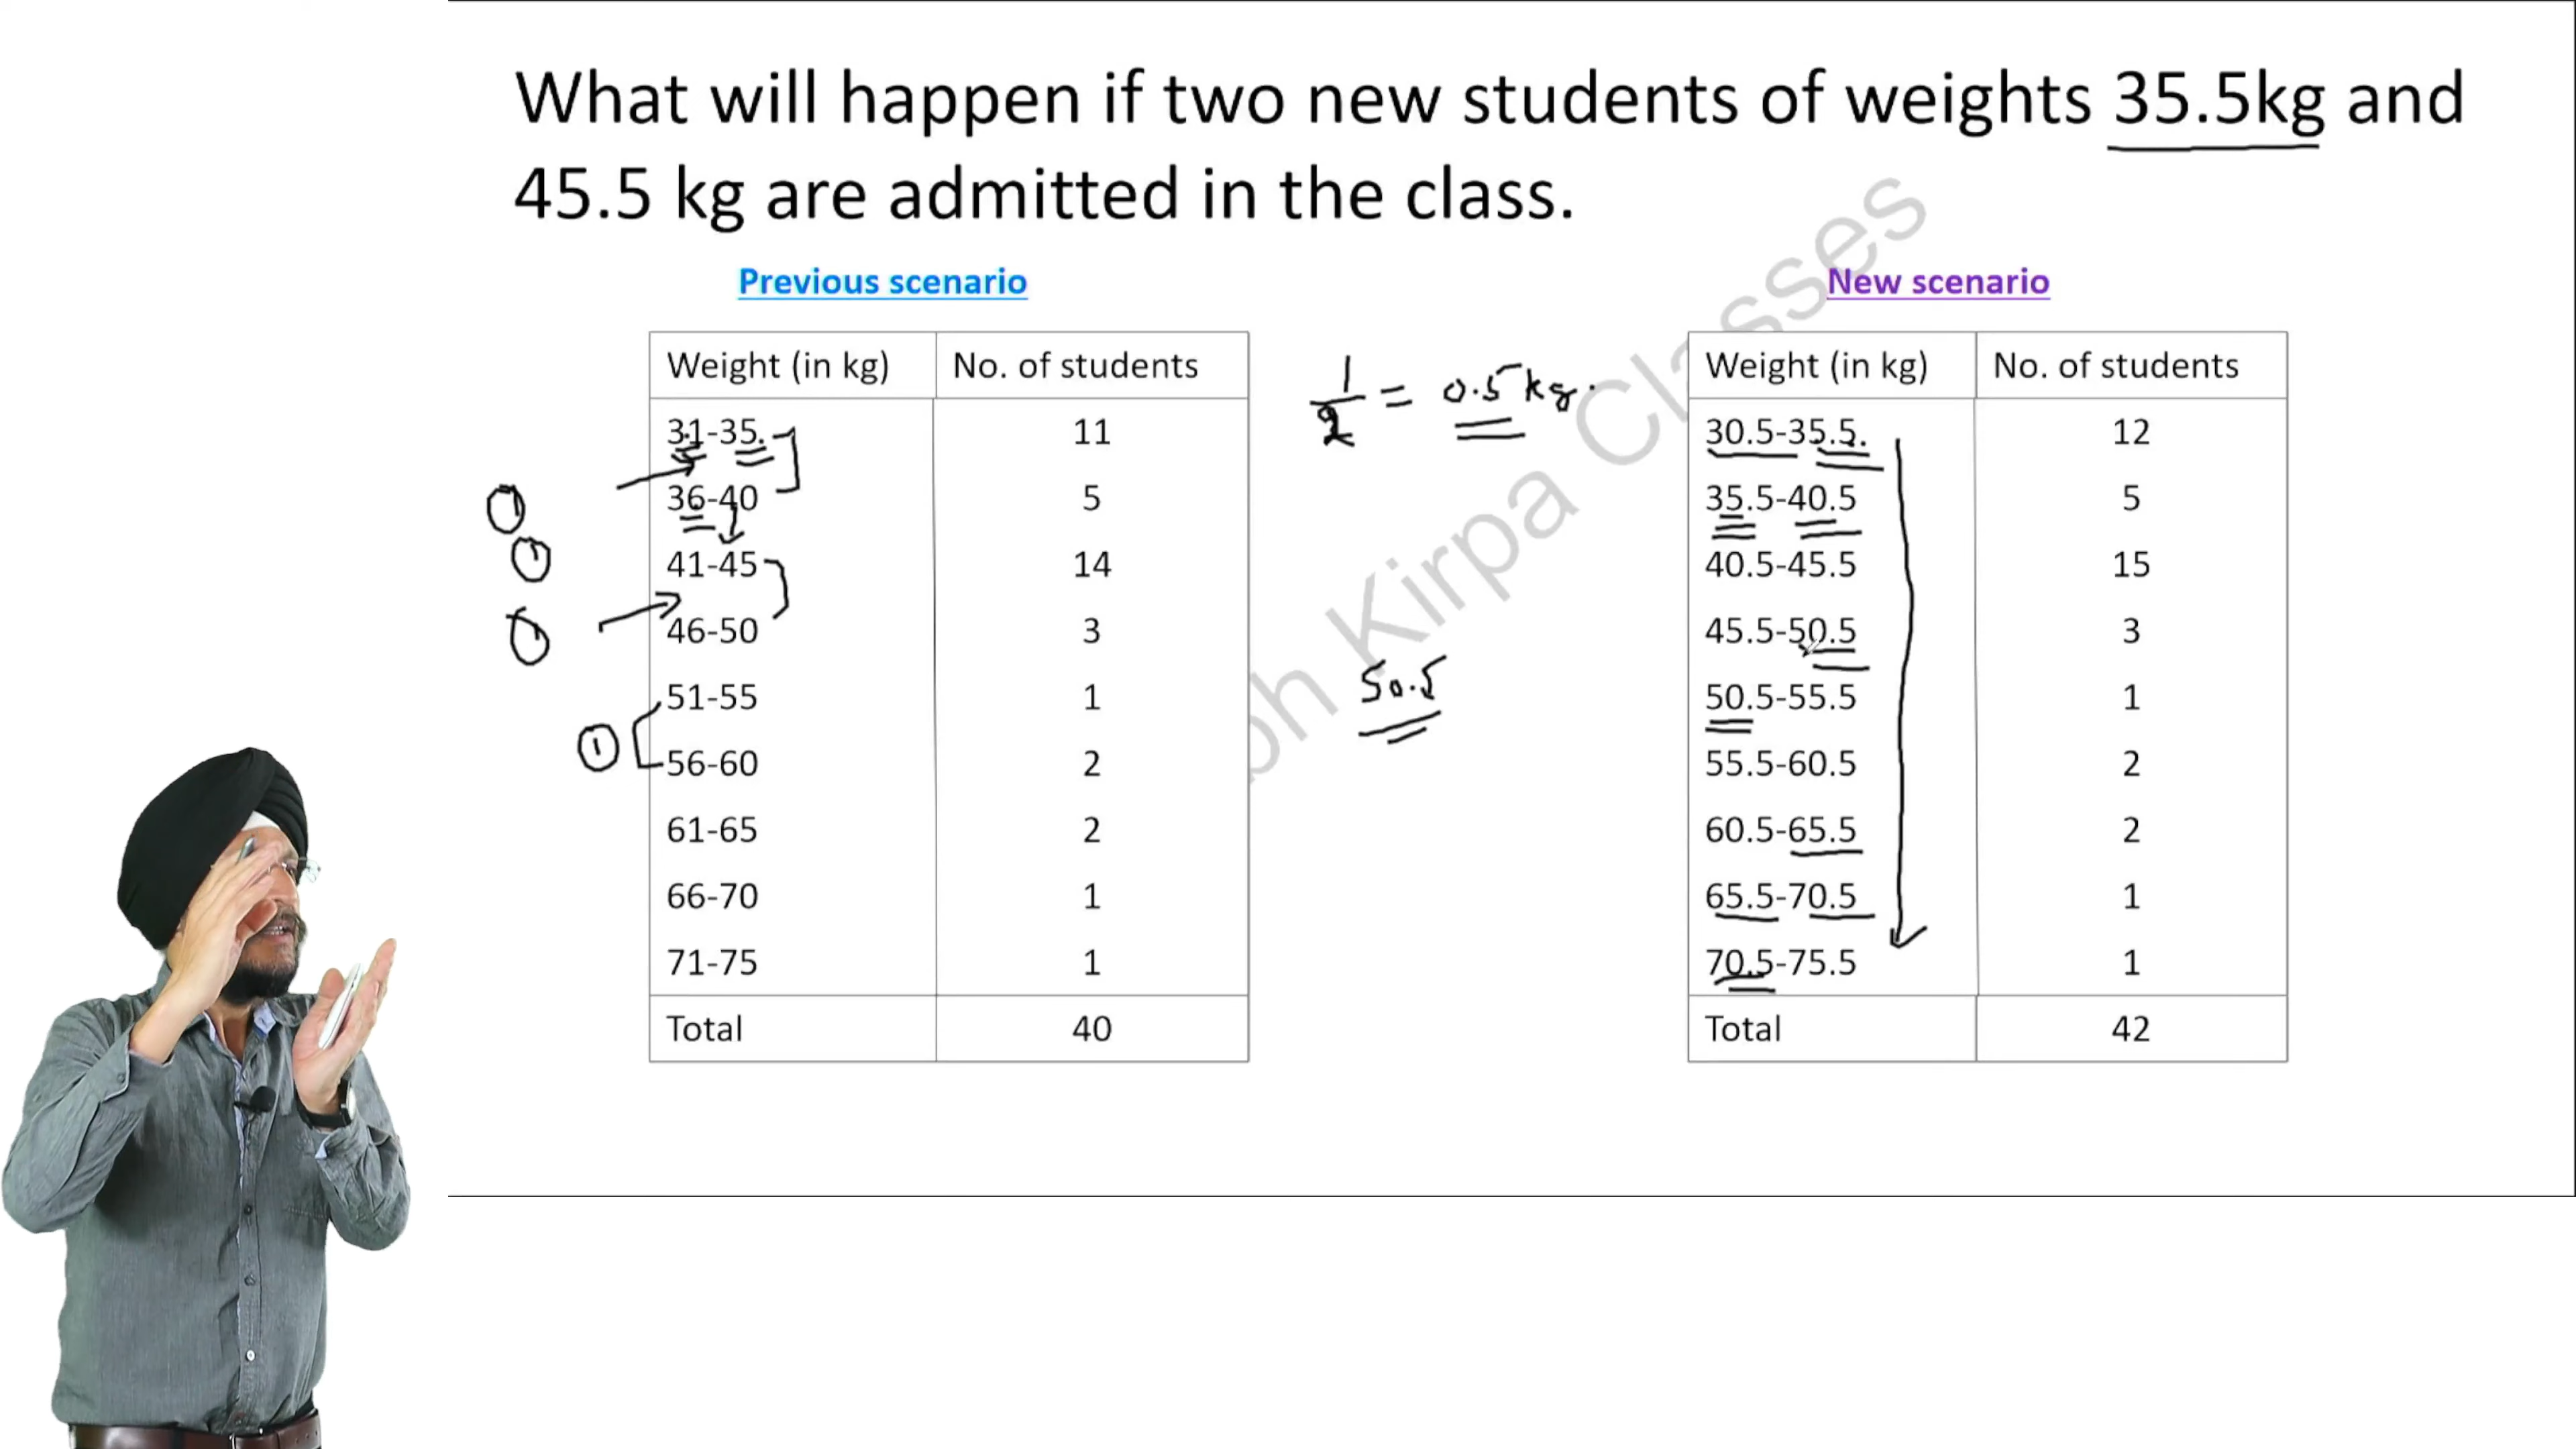 What will happen if two new students of weights 35.5kg and
45.5 kg are admitted in the class.
Previous scenario
Weight (in kg) No. of students
31-35. 11
36-40 5
41-45 14
46-50 3
51-55 1
56-60 2
61-65 2
66-70 1
71-75 1
Total 40
1
1
1
1
1/2 = 0.5 kg.
50.5
New scenario
Weight (in kg) No. of students
30.5-35.5. 12
35.5-40.5 5
40.5-45.5 15
45.5-50.5 3
50.5-55.5 1
55.5-60.5 2
60.5-65.5 2
65.5-70.5 1
70.5-75.5 1
Total 42
Kirpa Classes